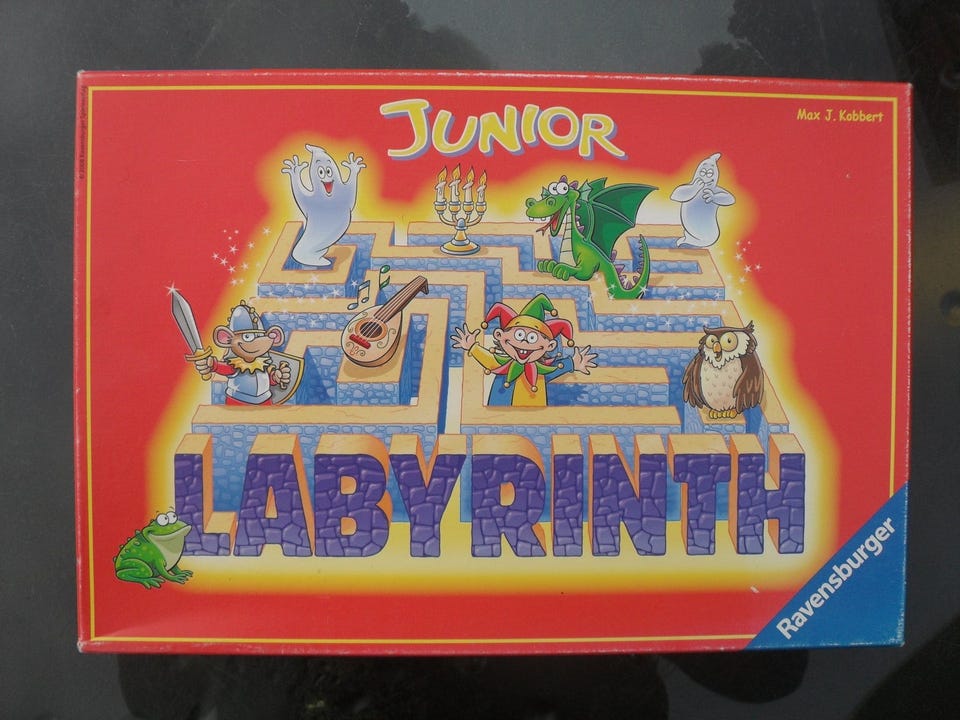 JUNIOR
Max J. Kobbert
LABYRINTH
Ravensburger